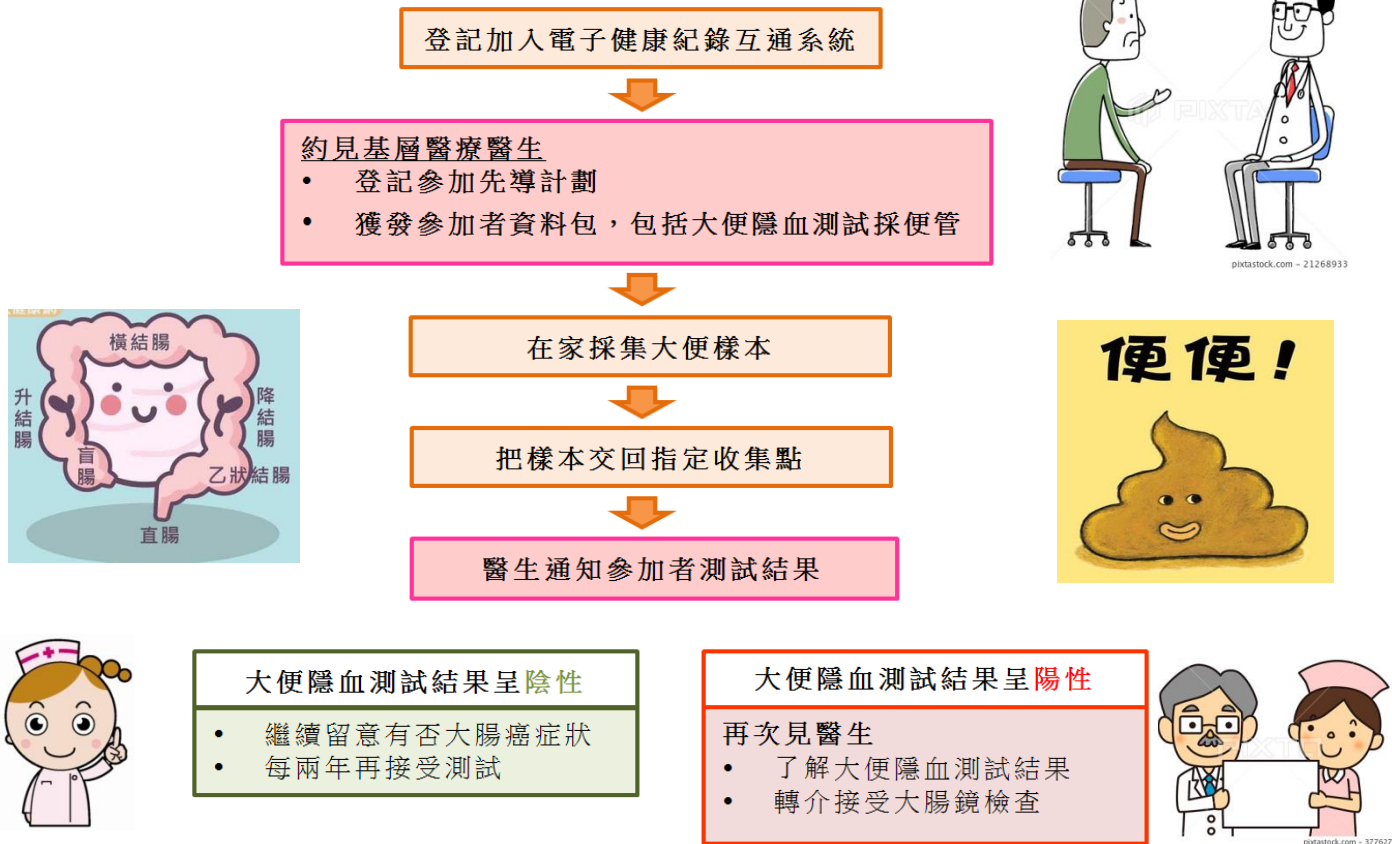 登記加入電子健康紀錄互通系統
PIXTA
pixtastock.com - 21268933
約見基層醫療醫生
• 登記參加先導計劃
• 獲發參加者資料包，包括大便隱血測試採便管
在家採集大便樣本
把樣本交回指定收集點
醫生通知參加者測試結果
橫結腸
升結腸
降結腸
盲腸
乙狀結腸
直腸
便便！
大便隱血測試結果呈陰性
• 繼續留意有否大腸癌症狀
• 每兩年再接受測試
大便隱血測試結果呈陽性
再次見醫生
• 了解大便隱血測試結果
• 轉介接受大腸鏡檢查